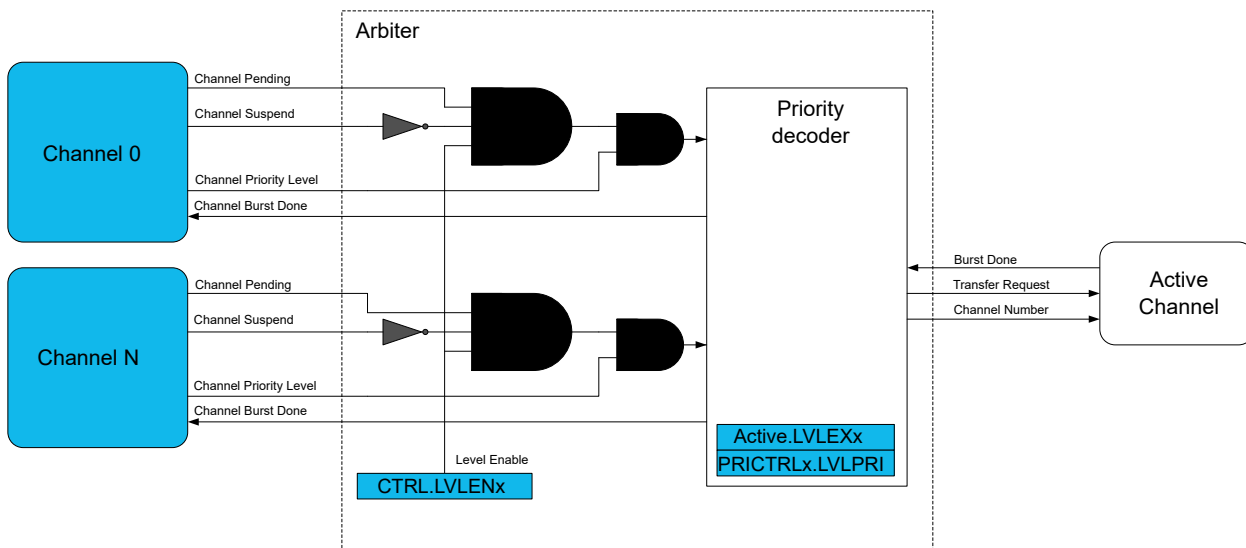 Arbiter
Channel Pending
Channel Suspend
Channel 0
Channel Priority Level
Channel Burst Done
Priority
decoder
Burst Done
Transfer Request
Channel Number
Active
Channel
Channel Pending
Channel Suspend
Channel N
Channel Priority Level
Channel Burst Done
Active.LVLEXx
PRICTRLx.LVLPRI
Level Enable
CTRL.LVLENx